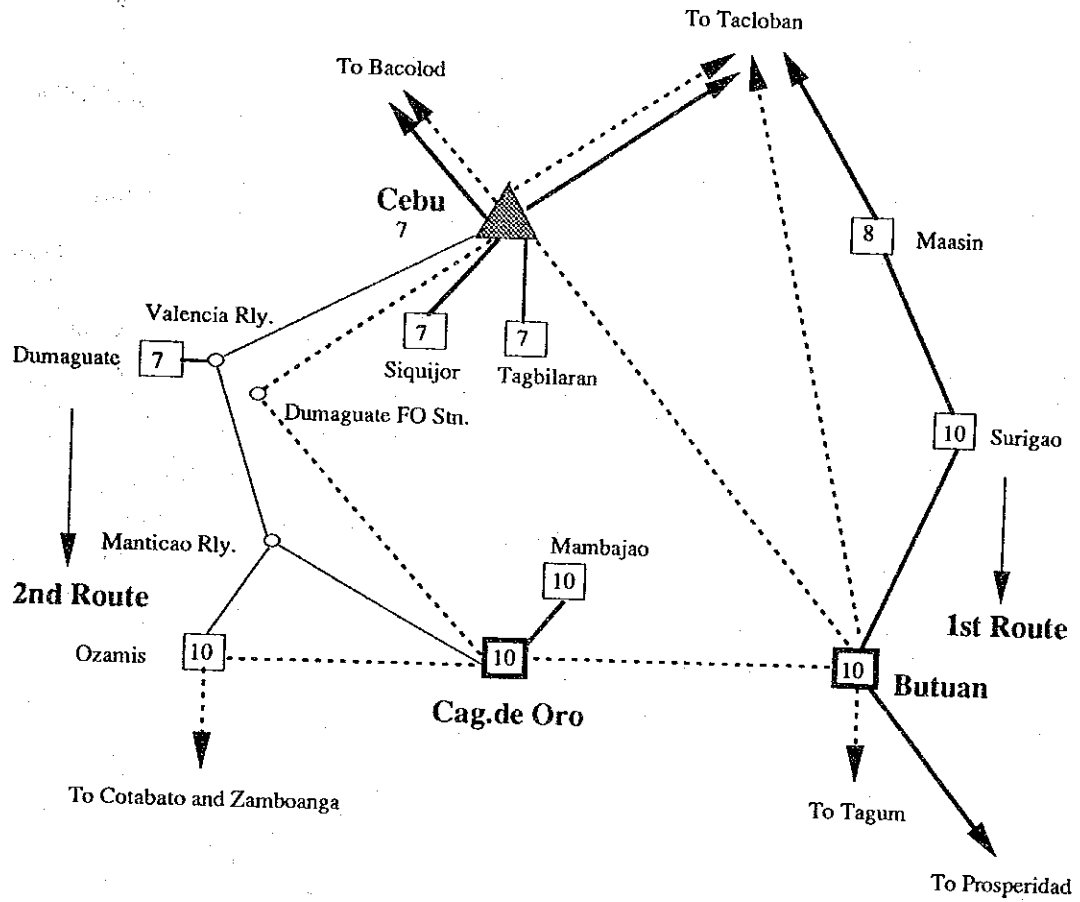 To Tacloban
To Bacolod
Cebu
7
8
Maasin
Valencia Rly.
Dumaguate
7
7
Siquijor
7
Tagbilaran
Dumaguate FO Stn.
10
Surigao
Manticao Rly.
Mambajao
10
2nd Route
1st Route
Ozamis
10
10
Cag.de Oro
10
Butuan
To Cotabato and Zamboanga
To Tagum
To Prosperidad